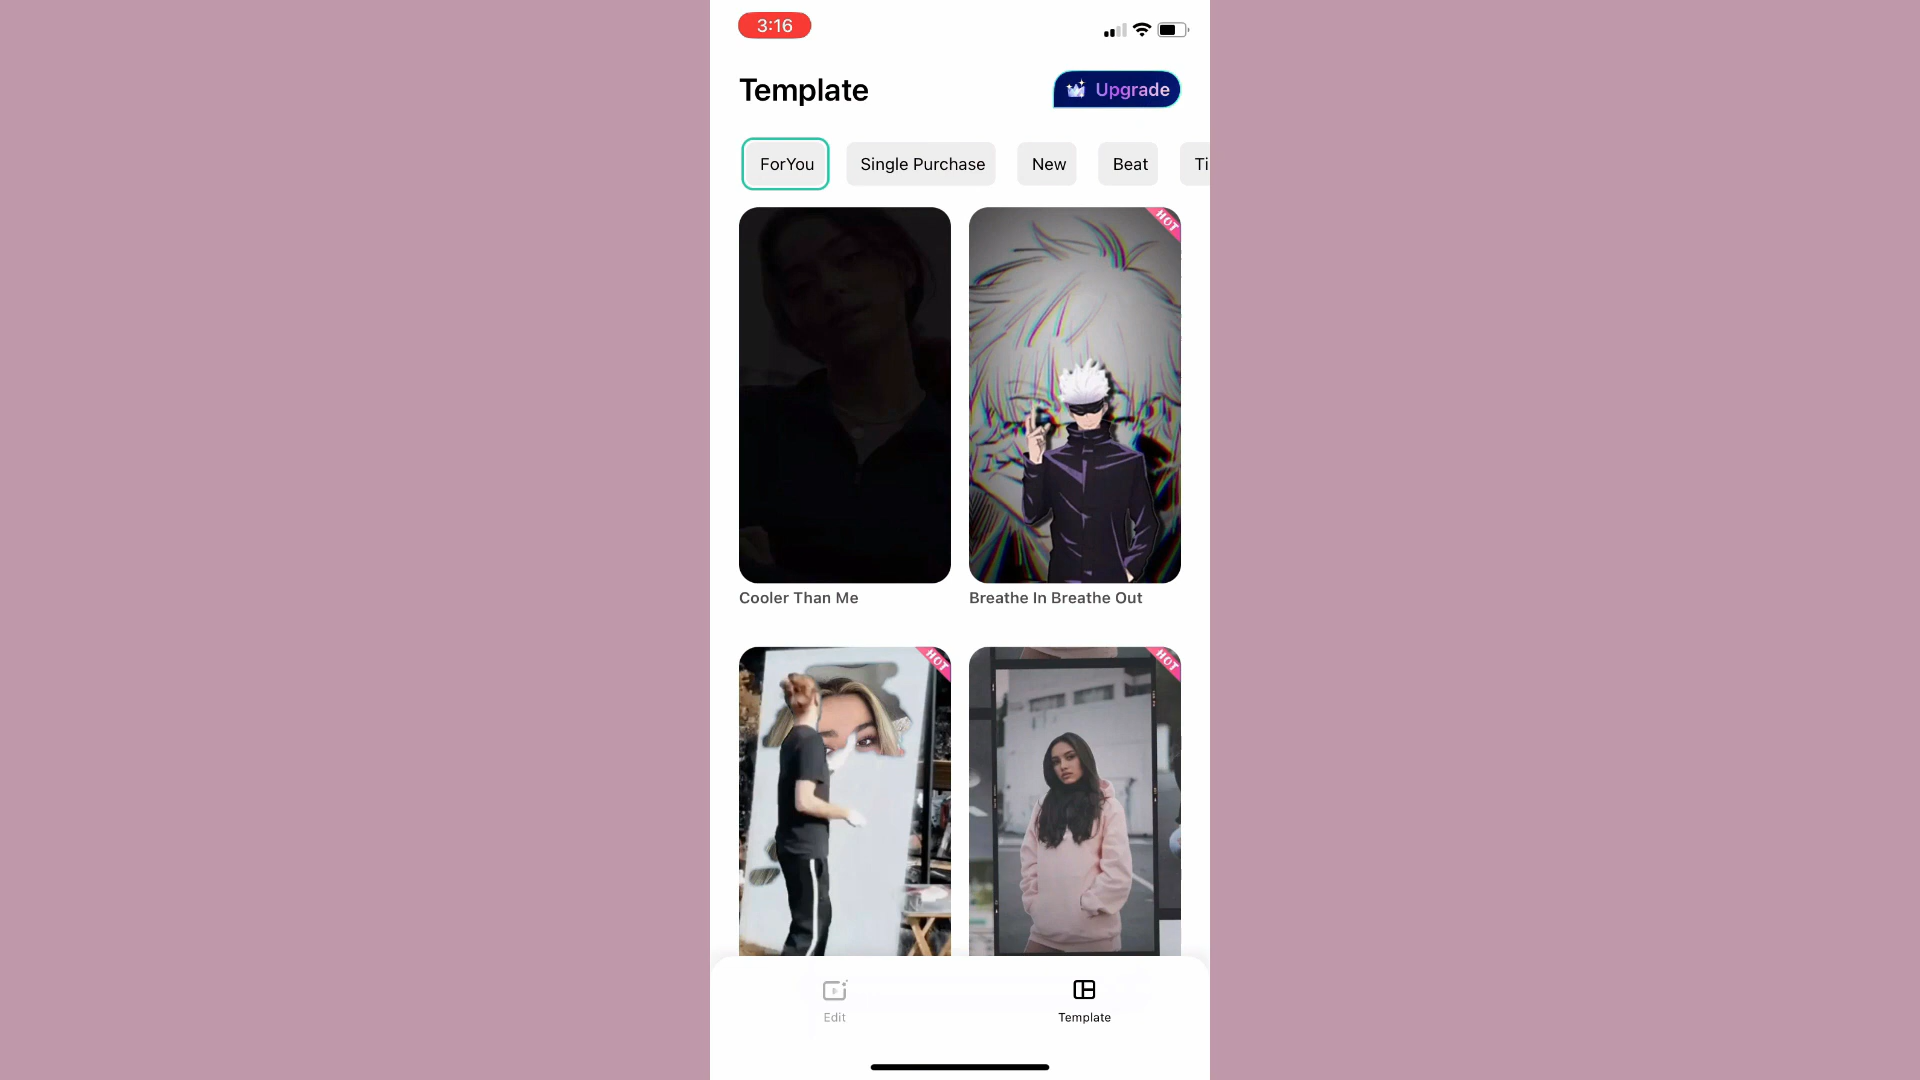 3:16
Template
Upgrade
ForYou
Single Purchase
New
Beat
Ti
HOT
Cooler Than Me
Breathe In Breathe Out
HOT
HOT
Edit
Template